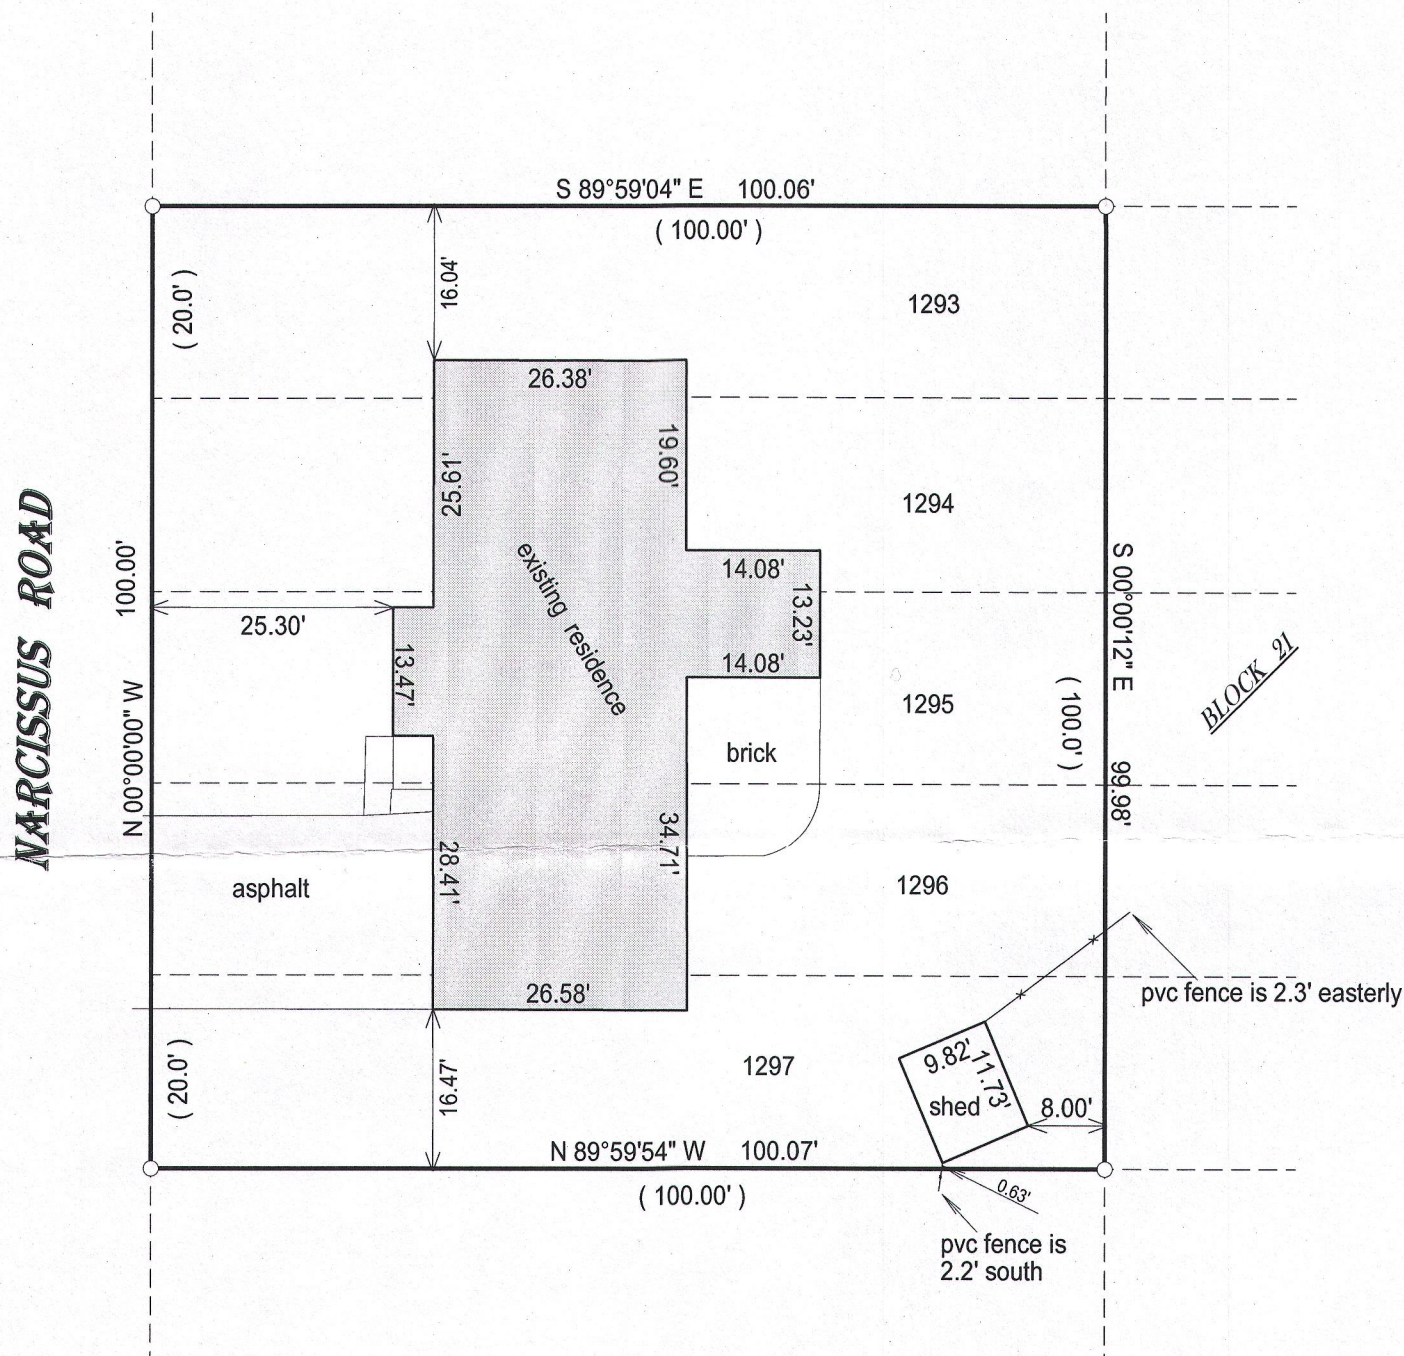 S 89°59'04" E 100.06'
( 100.00' )
( 20.0' )
16.04'
1293
26.38'
19.60'
25.61'
1294
NARCISSUS ROAD
100.00'
N 00°00'00" W
existing residence
14.08'
13.23'
14.08'
S 00°00'12" E
99.98'
( 100.0' )
25.30'
13.47'
BLOCK 21
1295
brick
34.71'
28.41'
asphalt
1296
26.58'
pvc fence is 2.3' easterly
( 20.0' )
16.47'
1297
9.82'
11.73'
shed
8.00'
N 89°59'54" W 100.07'
( 100.00' )
0.63'
pvc fence is
2.2' south